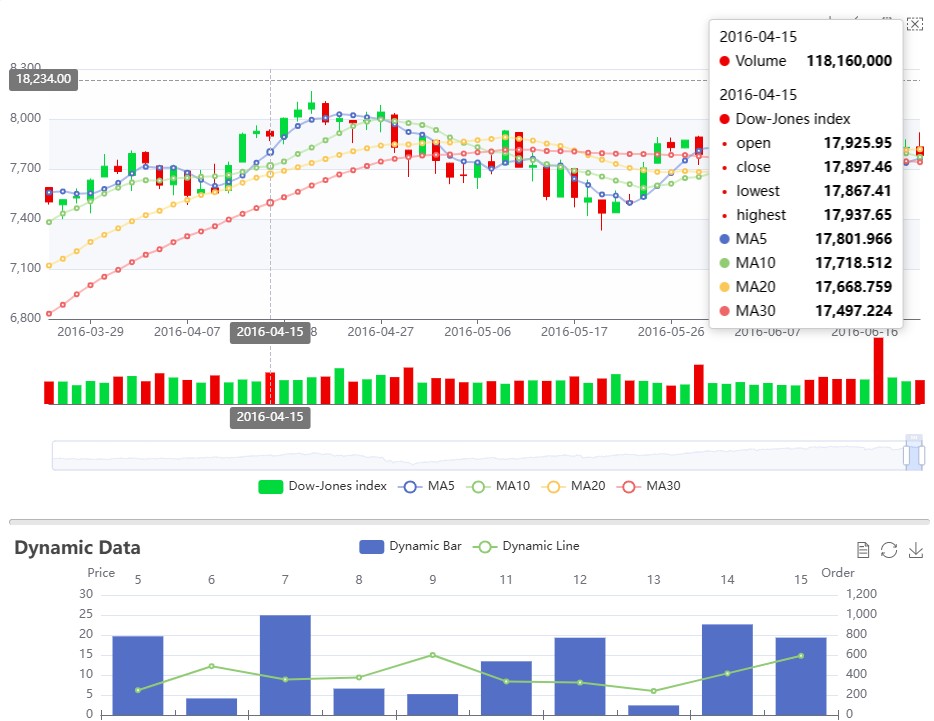 2016-04-15
Volume 118,160,000
2016-04-15
Dow-Jones index
open 17,925.95
close 17,897.46
lowest 17,867.41
highest 17,937.65
MA5 17,801.966
MA10 17,718.512
MA20 17,668.759
MA30 17,497.224
8,300
18,234.00
8,000
7,700
7,400
7,100
6,800
2016-03-29 2016-04-07 2016-04-15 8 2016-04-27 2016-05-06 2016-05-17 2016-05-26 2016-06-07 2016-06-16
2016-04-15
Dow-Jones index MA5 MA10 MA20 MA30
Dynamic Data Dynamic Bar Dynamic Line
Price 5 6 7 8 9 11 12 13 14 15 Order
30 1,200
25 1,000
20 800
15 600
10 400
5 200
0 0